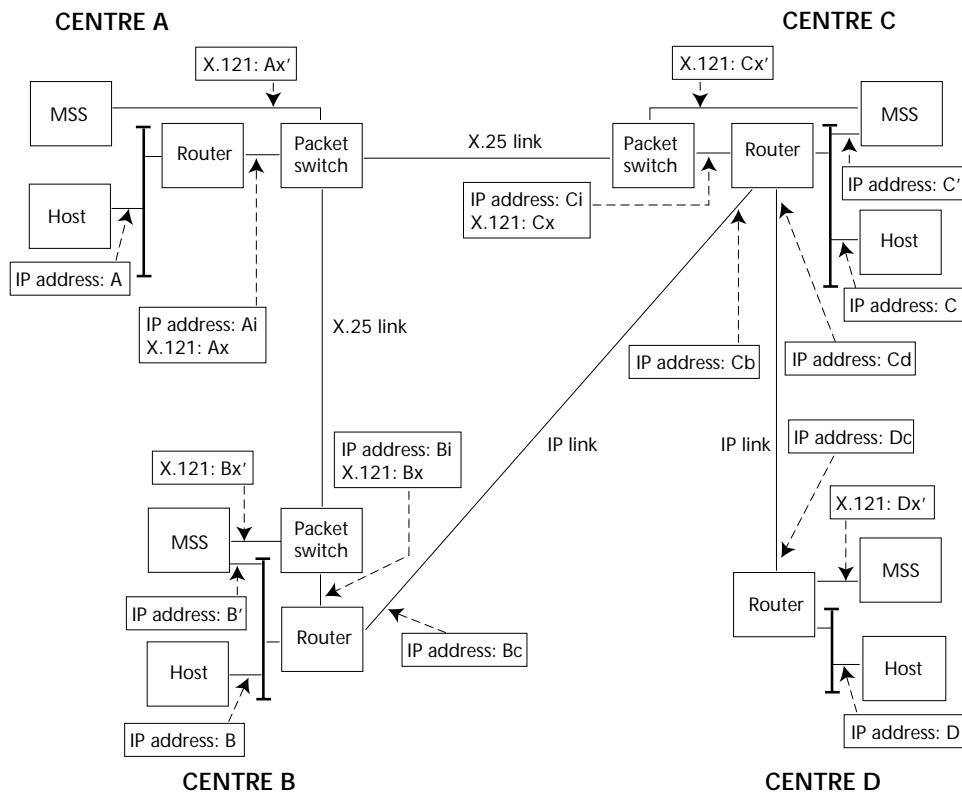 CENTRE A
CENTRE C
X.121: Ax′
X.121: Cx′
MSS
Router
Packet
switch
X.25 link
Packet
switch
Router
MSS
Host
IP address: A
IP address: Ai
X.121: Ax
IP address: Ci
X.121: Cx
IP address: C′
Host
IP address: C
X.25 link
IP address: Cb
IP address: Cd
IP link
IP link
IP address: Dc
X.121: Bx′
IP address: Bi
X.121: Bx
X.121: Dx′
MSS
Packet
switch
MSS
IP address: B′
Router
Router
IP address: Bc
Host
Host
IP address: B
IP address: D
CENTRE B
CENTRE D